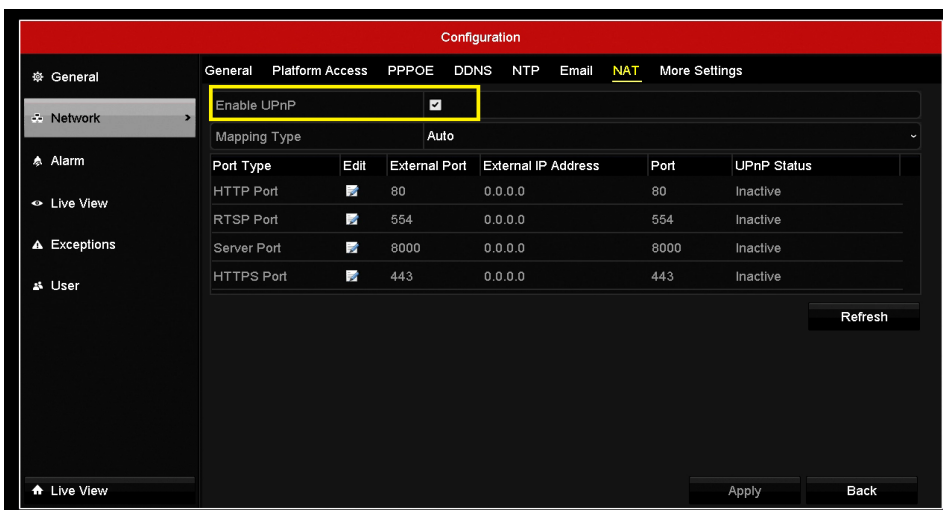 Configuration
General
Network
Alarm
Live View
Exceptions
User
Live View
General Platform Access PPPOE DDNS NTP Email NAT More Settings
Enable UPnP
Mapping Type Auto
Port Type Edit External Port External IP Address Port UPnP Status
HTTP Port 80 0.0.0.0 80 Inactive
RTSP Port 554 0.0.0.0 554 Inactive
Server Port 8000 0.0.0.0 8000 Inactive
HTTPS Port 443 0.0.0.0 443 Inactive
Refresh
Apply Back